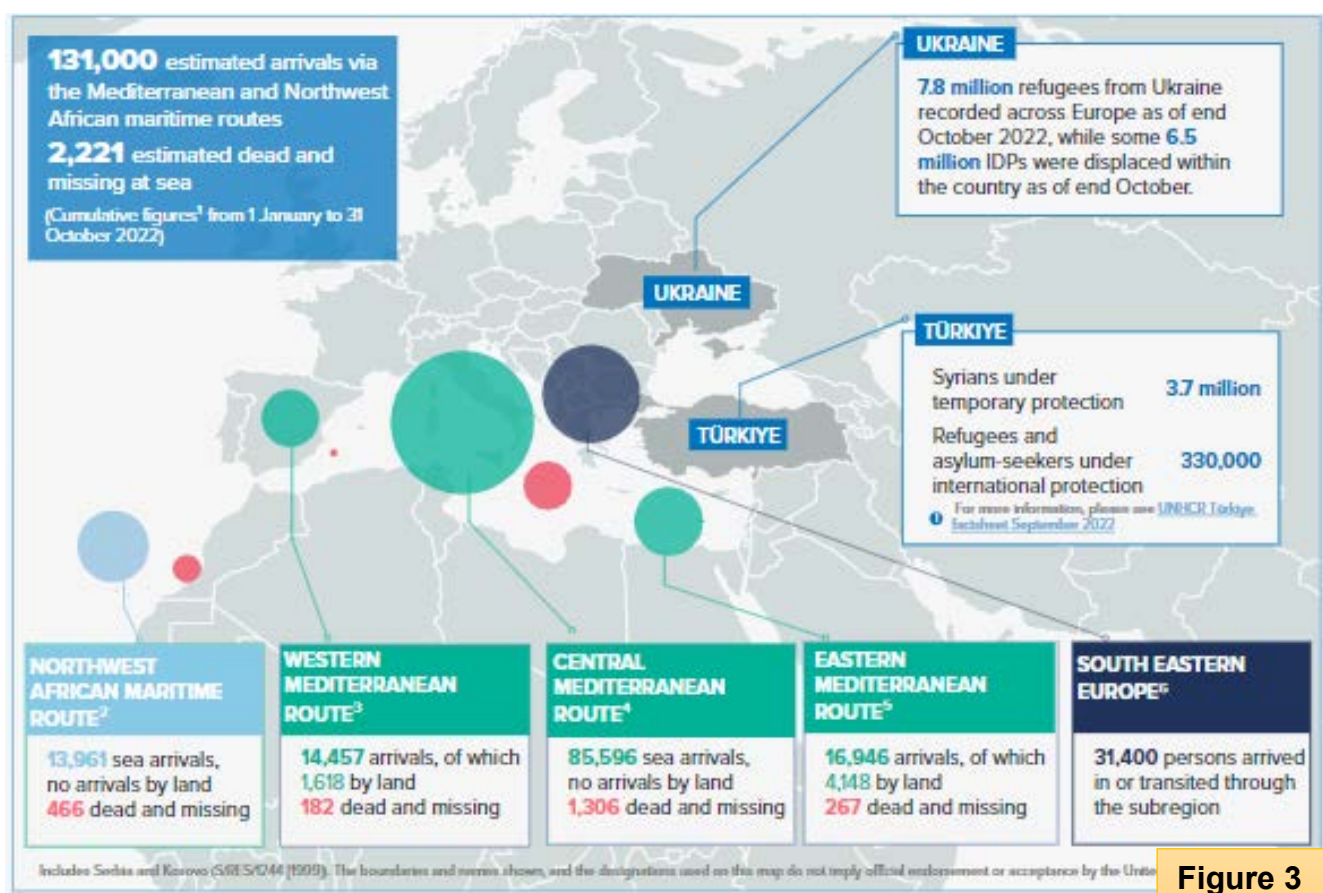 131,000 estimated arrivals via
the Mediterranean and Northwest
African maritime routes
2,221 estimated dead and
missing at sea
(Cumulative figures¹ from 1 January to 31
October 2022)
UKRAINE
7.8 million refugees from Ukraine
recorded across Europe as of end
October 2022, while some 6.5
million IDPs were displaced within
the country as of end October.
UKRAINE
TÜRKIYE
Syrians under
temporary protection
3.7 million
Refugees and
asylum-seekers under
international protection
330,000
For more information, please see UNHCR Türkiye
factsheet September 2022
TÜRKIYE
NORTHWEST
AFRICAN MARITIME
ROUTE²
13,961 sea arrivals,
no arrivals by land
466 dead and missing
WESTERN
MEDITERRANEAN
ROUTE³
14,457 arrivals, of which
1,618 by land
182 dead and missing
CENTRAL
MEDITERRANEAN
ROUTE⁴
85,596 sea arrivals,
no arrivals by land
1,306 dead and missing
EASTERN
MEDITERRANEAN
ROUTE⁵
16,946 arrivals, of which
4,148 by land
267 dead and missing
SOUTH EASTERN
EUROPE⁶
31,400 persons arrived
in or transited through
the subregion
Includes Serbia and Kosovo (S/RES/1244 (1999). The boundaries and names shown, and the designations used on this map do not imply official endorsement or acceptance by the Unite
Figure 3